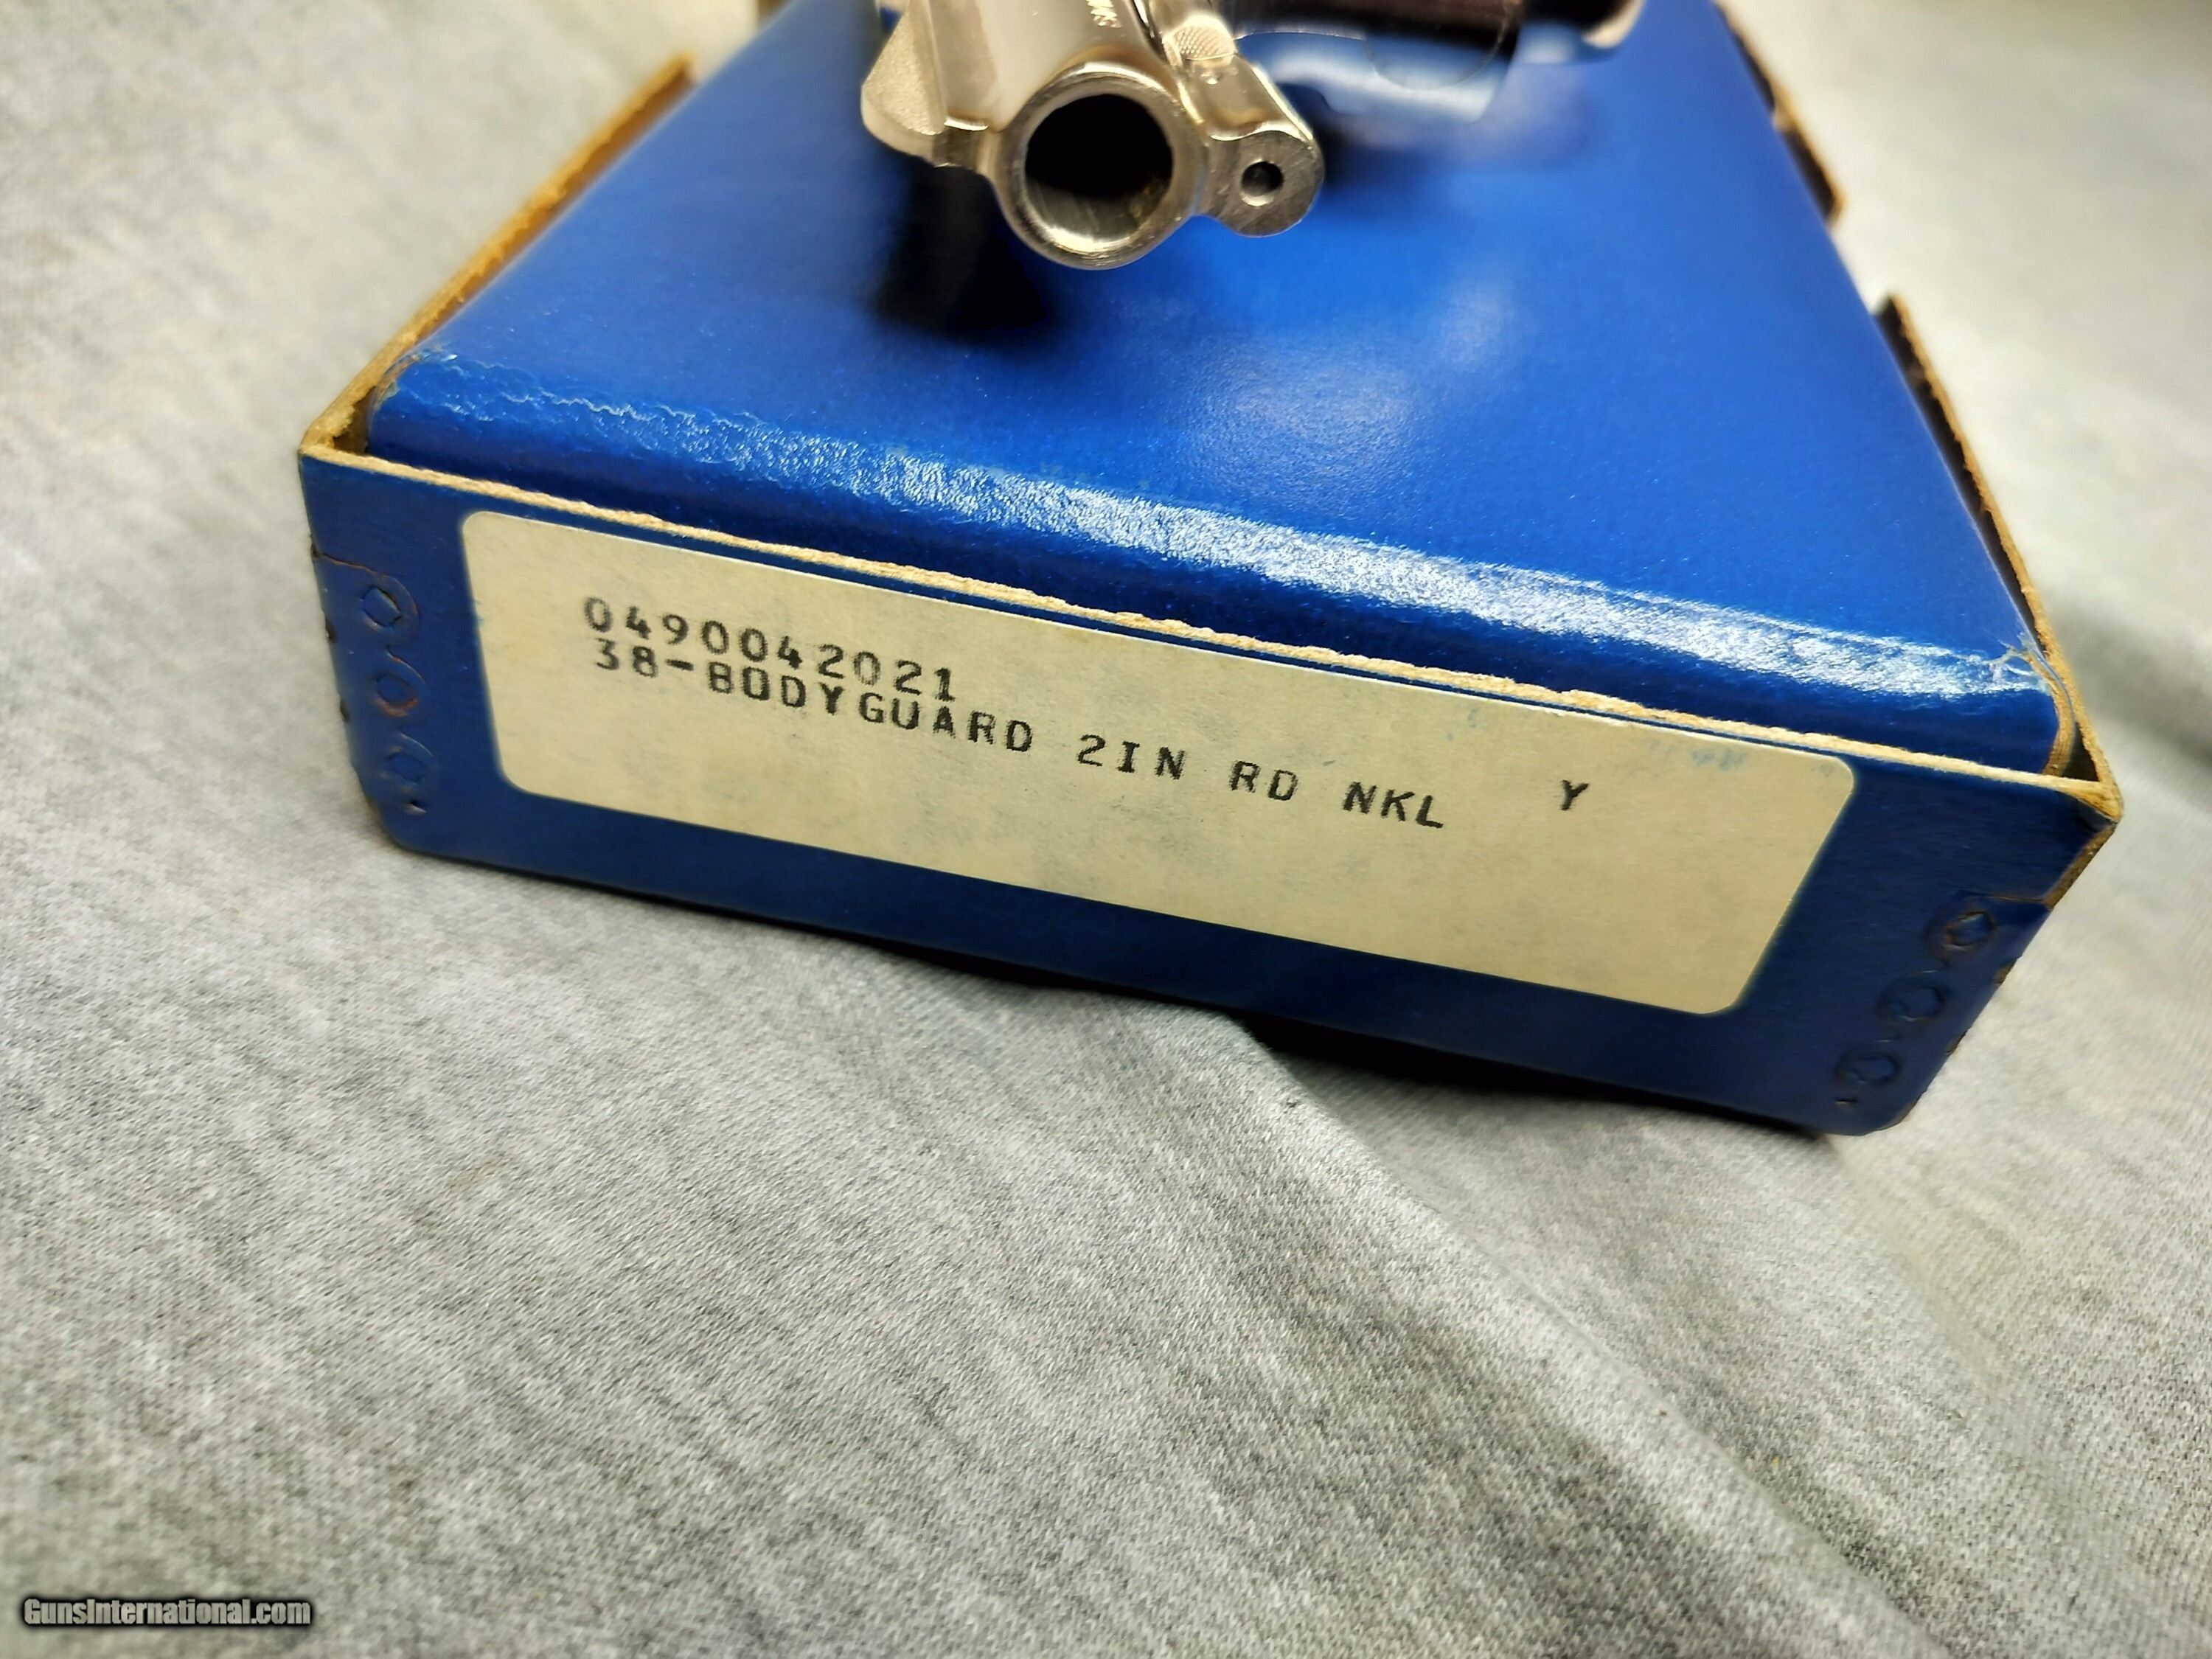 0490042021
38-BODYGUARD 2IN RD NKL Y
GunsInternational.com